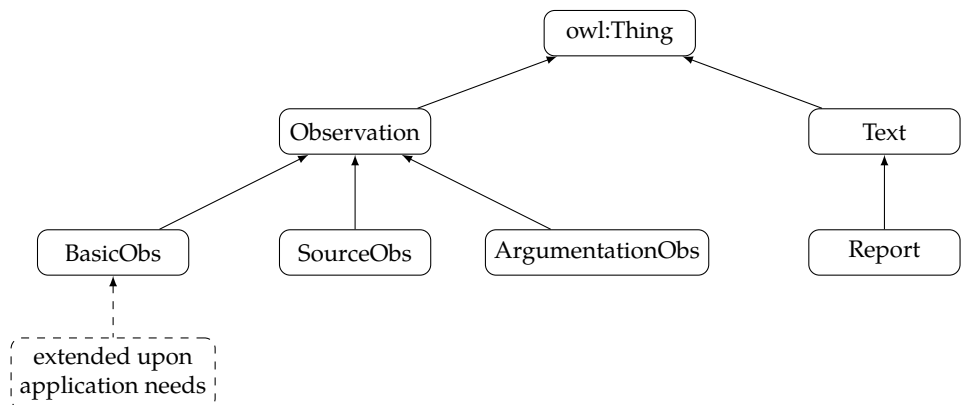 owl:Thing
Observation
Text
BasicObs
SourceObs
ArgumentationObs
Report
extended upon
application needs